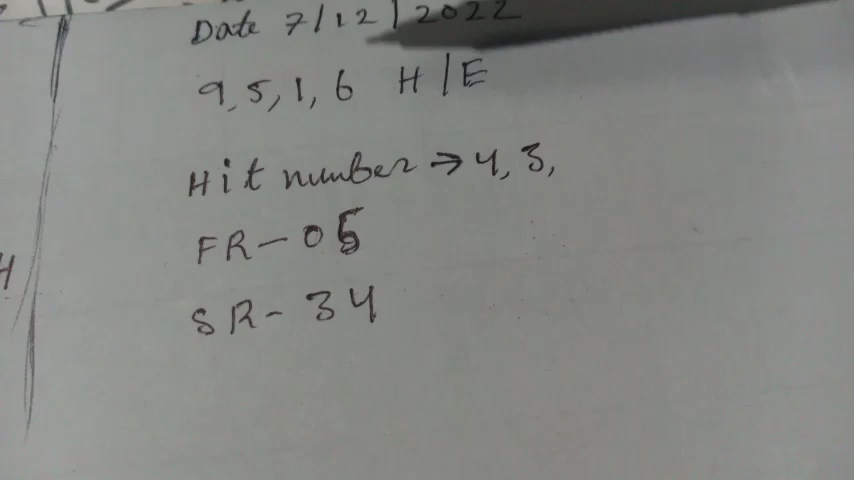 Date 7/12/2022
9,5,1,6 H/E
Hit number → 4,3,
FR-05
SR-34